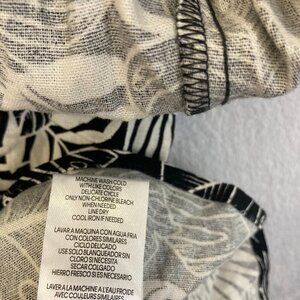 MACHINE WASH COLD
WITH LIKE COLORS
DELICATE CYCLE
ONLY NON-CHLORINE BLEACH
WHEN NEEDED
LINE DRY
COOL IRON IF NEEDED
LAVAR A MAQUINA CON AGUA FRIA
CON COLORES SIMILARES
CICLO DELICADO
USE SOLO BLANQUEADOR SIN
CLORO SI NECESITA
SECAR COLGADO
HIERRO FRESCO SI ES NECESARIO
LAVER A LA MACHINE A L'EAU FROIDE
AVEC COULEURS SIMILAIRES